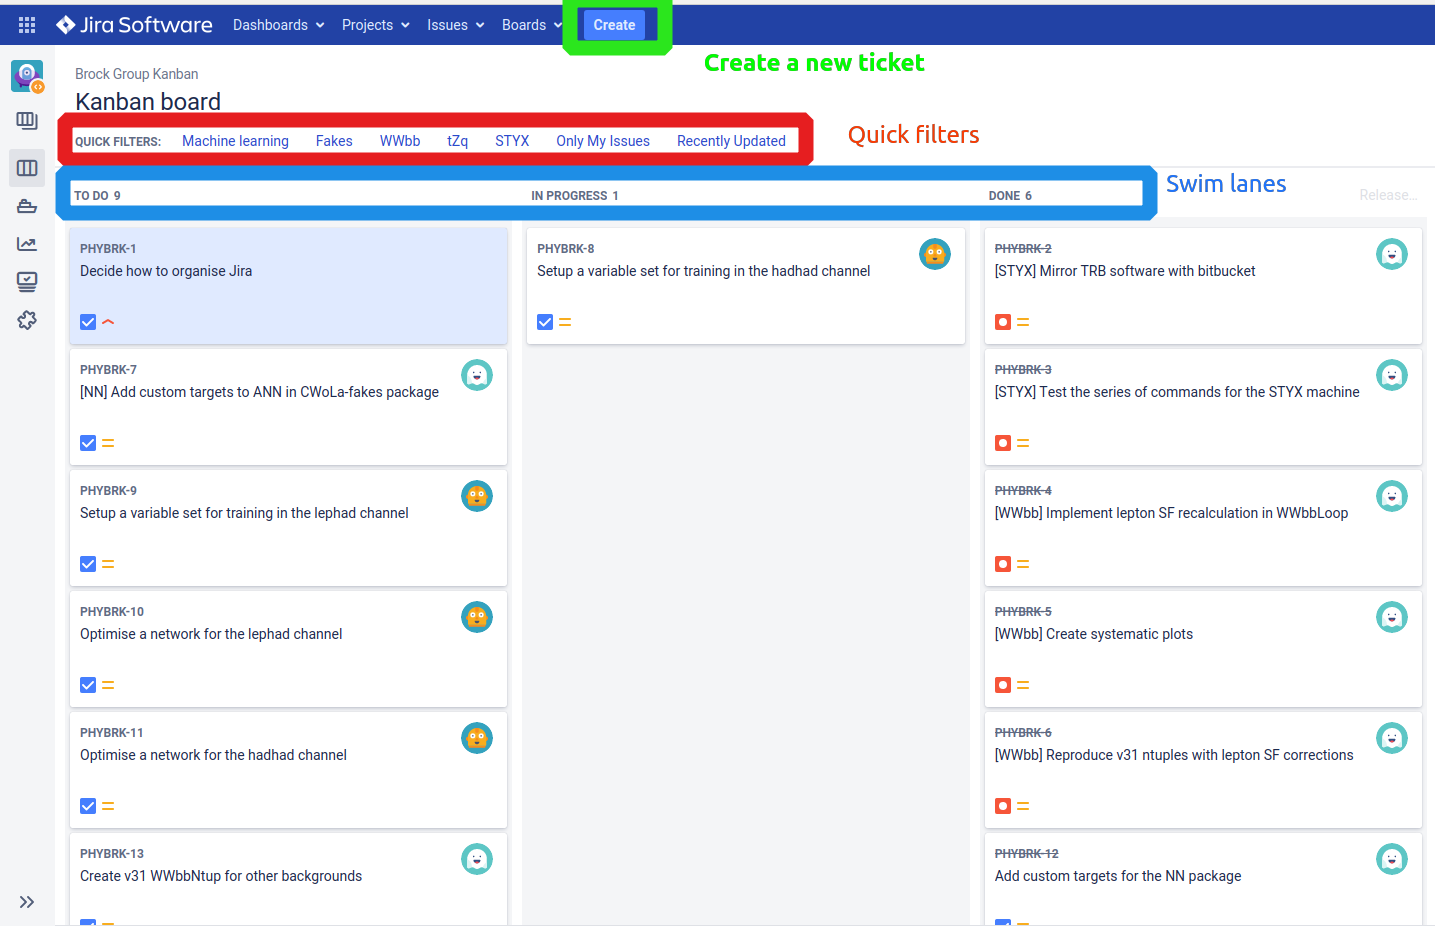 Jira Software Dashboards Projects Issues Boards Create
Create a new ticket
Brock Group Kanban
Kanban board
QUICK FILTERS: Machine learning Fakes WWbb tZq STYX Only My Issues Recently Updated
Quick filters
Swim lanes
TO DO 9 IN PROGRESS 1 DONE 6 Release...
PHYBRK-1
Decide how to organise Jira
PHYBRK-7
[NN] Add custom targets to ANN in CWoLa-fakes package
PHYBRK-9
Setup a variable set for training in the lephad channel
PHYBRK-10
Optimise a network for the lephad channel
PHYBRK-11
Optimise a network for the hadhad channel
PHYBRK-13
Create v31 WWbbNtup for other backgrounds
PHYBRK-8
Setup a variable set for training in the hadhad channel
PHYBRK-2
[STYX] Mirror TRB software with bitbucket
PHYBRK-3
[STYX] Test the series of commands for the STYX machine
PHYBRK-4
[WWbb] Implement lepton SF recalculation in WWbbLoop
PHYBRK-5
[WWbb] Create systematic plots
PHYBRK-6
[WWbb] Reproduce v31 ntuples with lepton SF corrections
PHYBRK-12
Add custom targets for the NN package